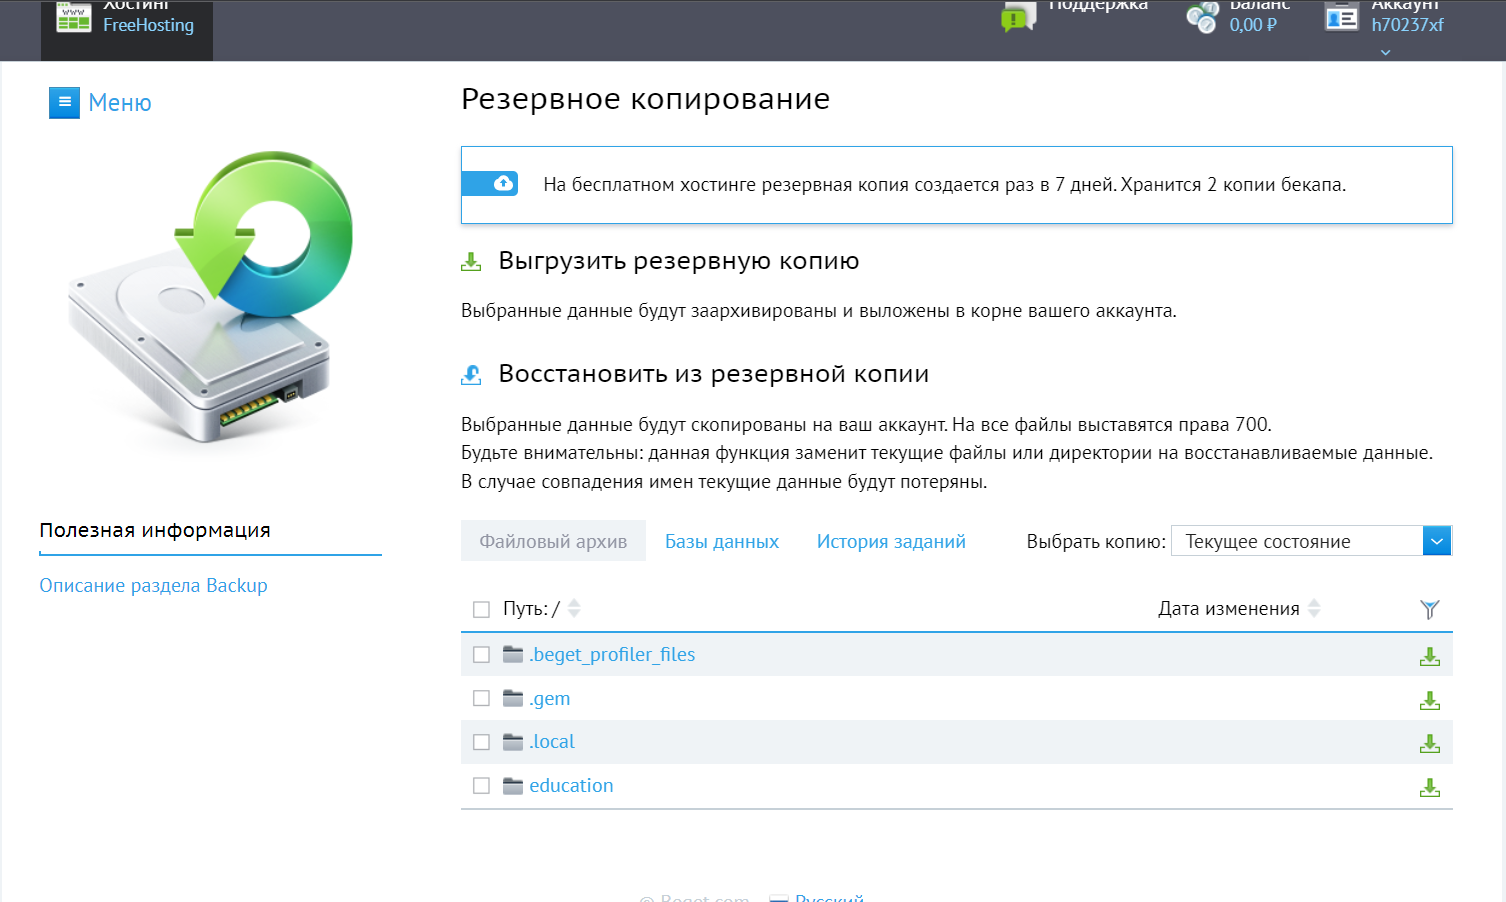 Хостинг
FreeHosting
Поддержка
Баланс
0,00 ₽
Аккаунт
h70237xf
Меню
Резервное копирование
На бесплатном хостинге резервная копия создается раз в 7 дней. Хранится 2 копии бекапа.
Выгрузить резервную копию
Выбранные данные будут заархивированы и выложены в корне вашего аккаунта.
Восстановить из резервной копии
Выбранные данные будут скопированы на ваш аккаунт. На все файлы выставятся права 700.
Будьте внимательны: данная функция заменит текущие файлы или директории на восстанавливаемые данные.
В случае совпадения имен текущие данные будут потеряны.
Полезная информация
Описание раздела Backup
Файловый архив Базы данных История заданий Выбрать копию: Текущее состояние
Путь: / Дата изменения
.beget_profiler_files
.gem
.local
education
© Beget.com Русский